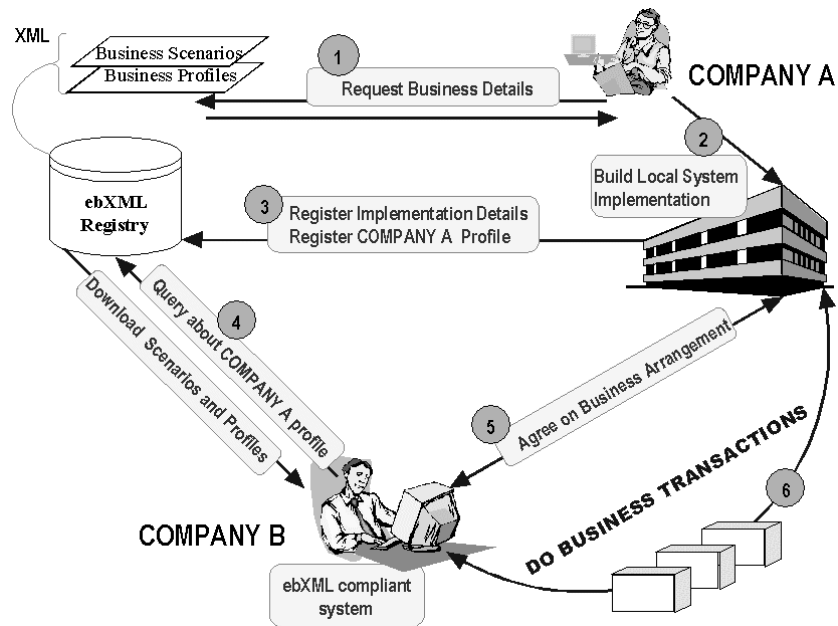 XML
Business Scenarios
Business Profiles
1
Request Business Details
COMPANY A
2
Build Local System
Implementation
ebXML
Registry
3
Register Implementation Details
Register COMPANY A Profile
4
Query about COMPANY A profile
Download Scenarios and Profiles
5
Agree on Business Arrangement
DO BUSINESS TRANSACTIONS
6
COMPANY B
ebXML compliant
system